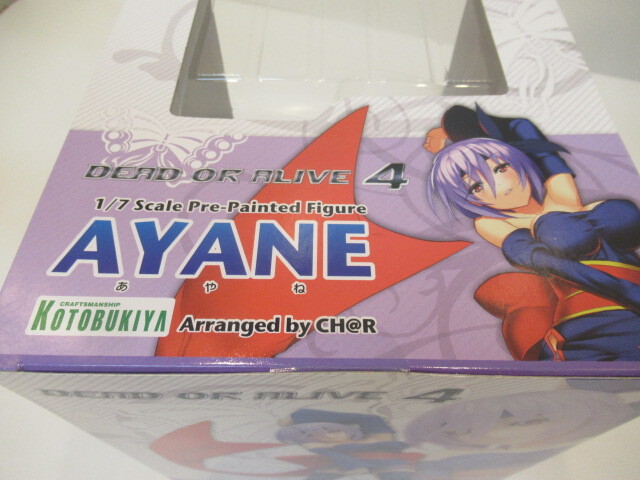 DEAD OR ALIVE 4
1/7 Scale Pre-Painted Figure
AYANE
あやね
CRAFTSMANSHIP
KOTOBUKIYA
Arranged by CH@R
DEAD OR ALIVE 4